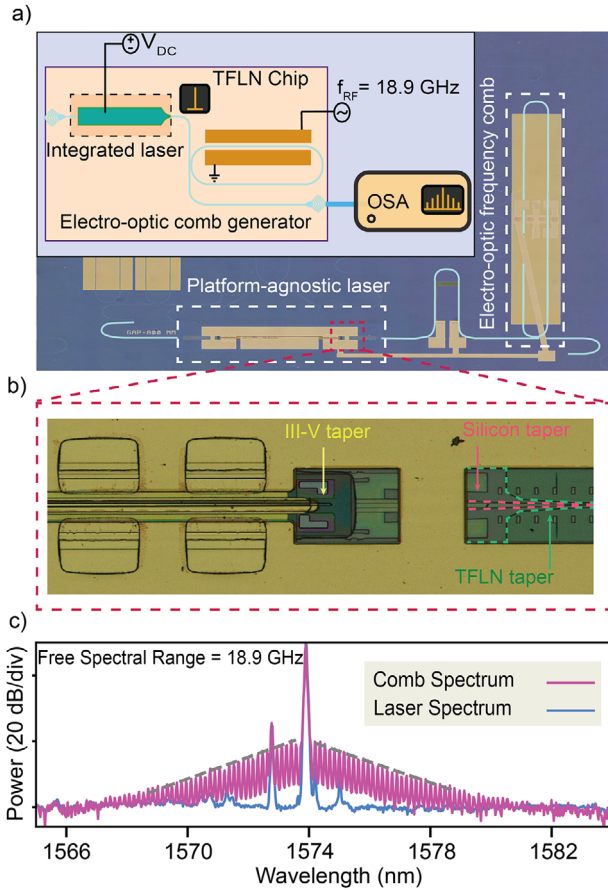 a)
V DC
TFLN Chip
f RF = 18.9 GHz
Integrated laser
OSA
Electro-optic comb generator
Electro-optic frequency comb
Platform-agnostic laser
b)
III-V taper
Silicon taper
TFLN taper
c)
Free Spectral Range = 18.9 GHz
Comb Spectrum
Laser Spectrum
Power (20 dB/div)
1566 1570 1574 1578 1582
Wavelength (nm)